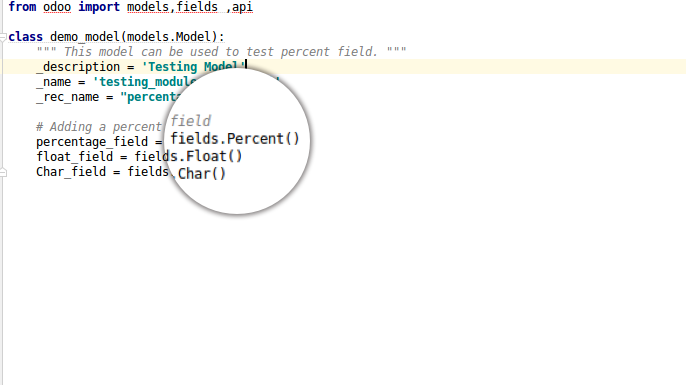 from odoo import models,fields ,api
class demo_model(models.Model):
""" This model can be used to test percent field. """
_description = 'Testing Model'
_name = 'testing_module
_rec_name = "percenta
# Adding a percent field
percentage_field = fields.Percent()
float_field = fields.Float()
Char_field = fields.Char()